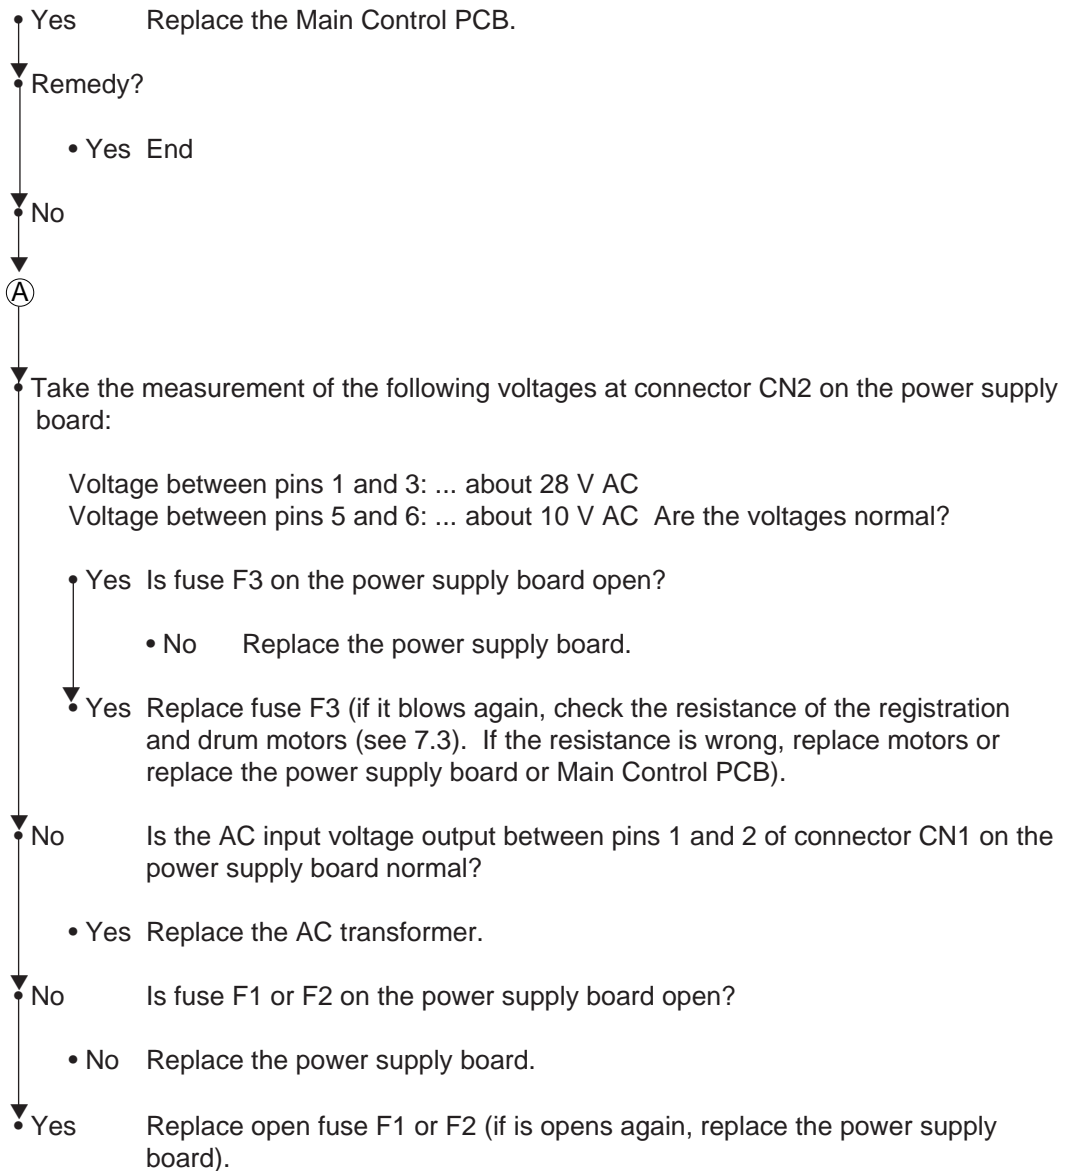 • Yes Replace the Main Control PCB.
• Remedy?
• Yes End
• No
A
• Take the measurement of the following voltages at connector CN2 on the power supply
board:
Voltage between pins 1 and 3: ... about 28 V AC
Voltage between pins 5 and 6: ... about 10 V AC Are the voltages normal?
• Yes Is fuse F3 on the power supply board open?
• No Replace the power supply board.
• Yes Replace fuse F3 (if it blows again, check the resistance of the registration
and drum motors (see 7.3). If the resistance is wrong, replace motors or
replace the power supply board or Main Control PCB).
• No Is the AC input voltage output between pins 1 and 2 of connector CN1 on the
power supply board normal?
• Yes Replace the AC transformer.
• No Is fuse F1 or F2 on the power supply board open?
• No Replace the power supply board.
• Yes Replace open fuse F1 or F2 (if is opens again, replace the power supply
board).